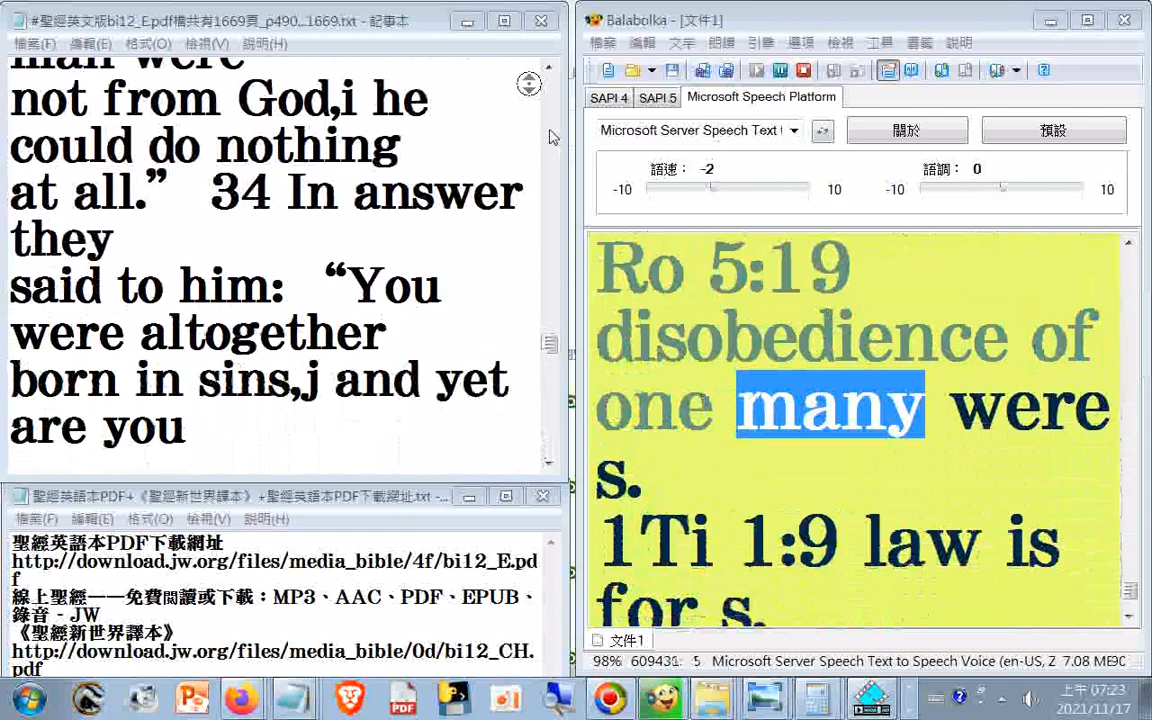 #聖經英文版bi12_E.pdf橫共有1669頁_p490,..1669.txt - 記事本
檔案(F) 編輯(E) 格式(O) 檢視(V) 說明(H)
man were
not from God,i he
could do nothing
at all.” 34 In answer
they
said to him: “You
were altogether
born in sins,j and yet
are you
聖經英語本PDF+《聖經新世界譯本》+聖經英語本PDF下載網址.txt -...
檔案(F) 編輯(E) 格式(O) 檢視(V) 說明(H)
聖經英語本PDF下載網址
http://download.jw.org/files/media_bible/4f/bi12_E.pd
f
線上聖經——免費閱讀或下載：MP3、AAC、PDF、EPUB、
錄音 - JW
《聖經新世界譯本》
http://download.jw.org/files/media_bible/0d/bi12_CH.
pdf
Balabolka - [文件1]
檔案 編輯 文字 朗讀 引擎 選項 檢視 工具 書籤 說明
SAPI 4 SAPI 5 Microsoft Speech Platform
Microsoft Server Speech Text 關於 預設
語速： -2 語調： 0
-10 10 -10 10
Ro 5:19
disobedience of
one many were
s.
1Ti 1:9 law is
for s.
文件1
98% 609431: 5 Microsoft Server Speech Text to Speech Voice (en-US, Z 7.08 МБ
上午 07:23
2021/11/17